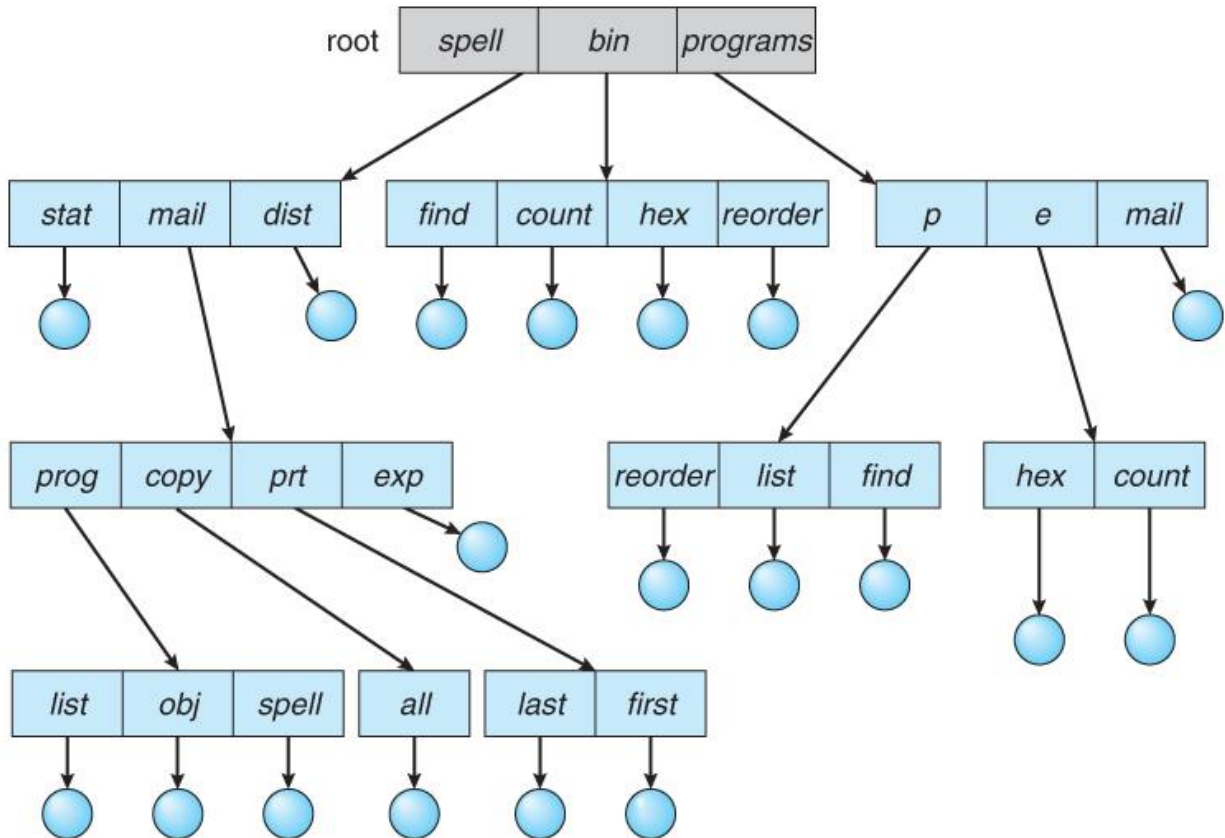 root spell bin programs
stat mail dist find count hex reorder p e mail
prog copy prt exp reorder list find hex count
list obj spell all last first